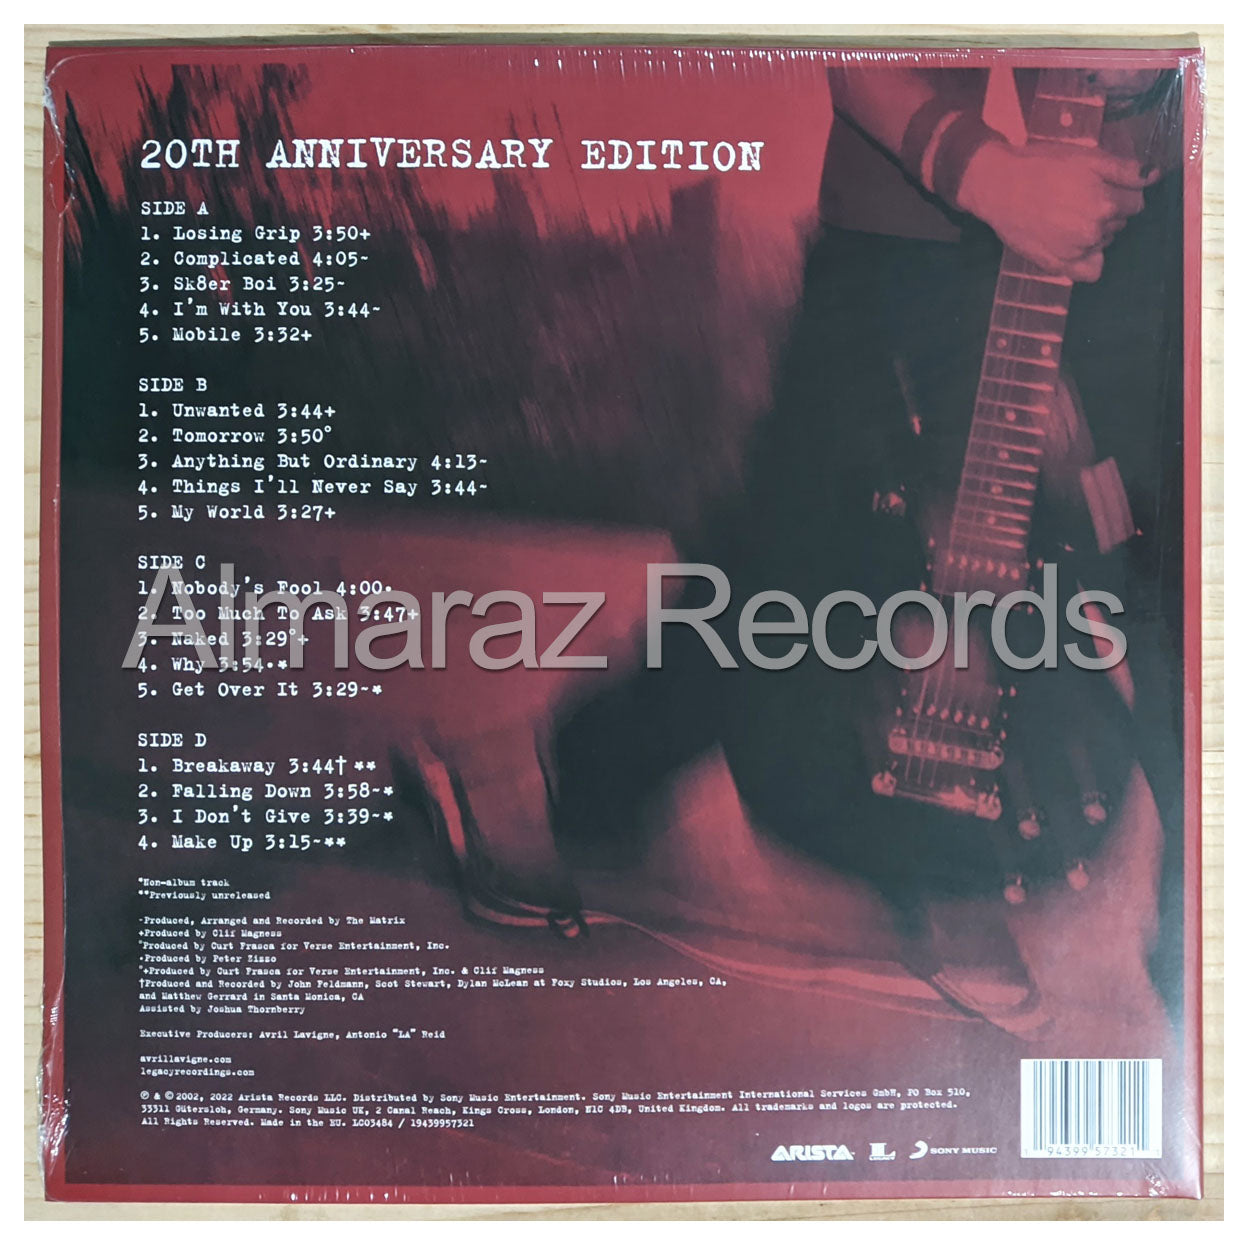 20TH ANNIVERSARY EDITION
SIDE A
1. Losing Grip 3:50+
2. Complicated 4:05~
3. Sk8er Boi 3:25~
4. I'm With You 3:44~
5. Mobile 3:32+
SIDE B
1. Unwanted 3:44+
2. Tomorrow 3:50°
3. Anything But Ordinary 4:13~
4. Things I'll Never Say 3:44~
5. My World 3:27+
SIDE C
1. Nobody's Fool 4:00•
2. Too Much To Ask 3:47+
3. Naked 3:29°+
4. Why 3:54•*
5. Get Over It 3:29~*
Almaraz Records
SIDE D
1. Breakaway 3:44† **
2. Falling Down 3:58~*
3. I Don't Give 3:39~*
4. Make Up 3:15~**
*Non-album track
**Previously unreleased
~Produced, Arranged and Recorded by The Matrix
+Produced by Clif Magness
°Produced by Curt Frasca for Verse Entertainment, Inc.
•Produced by Peter Zizzo
°+Produced by Curt Frasca for Verse Entertainment, Inc. & Clif Magness
†Produced and Recorded by John Feldmann, Scot Stewart, Dylan McLean at Foxy Studios, Los Angeles, CA,
and Matthew Gerrard in Santa Monica, CA
Assisted by Joshua Thornberry
Executive Producers: Avril Lavigne, Antonio "LA" Reid
avrillavigne.com
legacyrecordings.com
℗ & © 2002, 2022 Arista Records LLC. Distributed by Sony Music Entertainment. Sony Music Entertainment International Services GmbH, PO Box 510,
33311 Gütersloh, Germany. Sony Music UK, 2 Canal Reach, Kings Cross, London, N1C 4DB, United Kingdom. All trademarks and logos are protected.
All Rights Reserved. Made in the EU. LC03484 / 19439957321
ARISTA L LEGACY SONY MUSIC
1 94399 57321 1